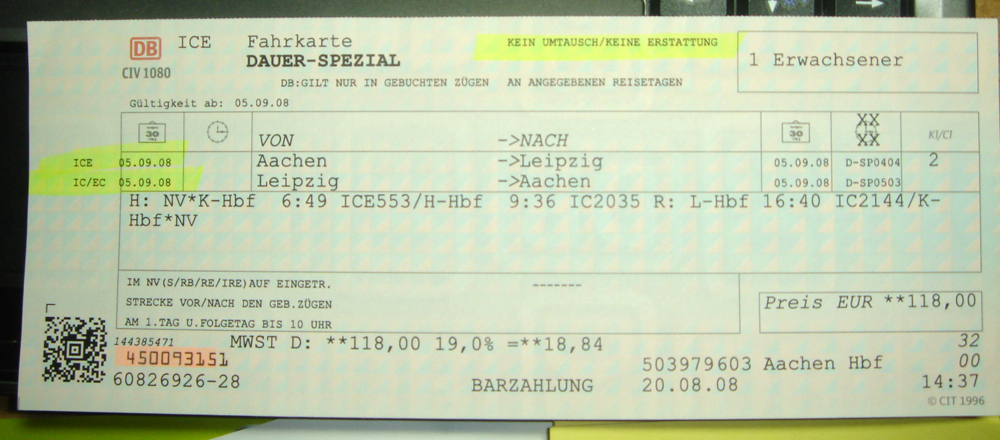 DB ICE Fahrkarte KEIN UMTAUSCH/KEINE ERSTATTUNG
CIV 1080 DAUER-SPEZIAL 1 Erwachsener
DB:GILT NUR IN GEBUCHTEN ZÜGEN AN ANGEGEBENEN REISETAGEN
Gültigkeit ab: 05.09.08
30 VON ->NACH 30 XX XX Kl/Cl
ICE 05.09.08 Aachen ->Leipzig 05.09.08 D-SP0404 2
IC/EC 05.09.08 Leipzig ->Aachen 05.09.08 D-SP0503
H: NV*K-Hbf 6:49 ICE553/H-Hbf 9:36 IC2035 R: L-Hbf 16:40 IC2144/K-
Hbf*NV
IM NV(S/RB/RE/IRE)AUF EINGETR. -------
STRECKE VOR/NACH DEN GEB.ZÜGEN Preis EUR **118,00
AM 1.TAG U.FOLGETAG BIS 10 UHR
144385471 MWST D: **118,00 19,0% =**18,84 32
450093151 503979603 Aachen Hbf 00
60826926-28 BARZAHLUNG 20.08.08 14:37
© CIT 1996